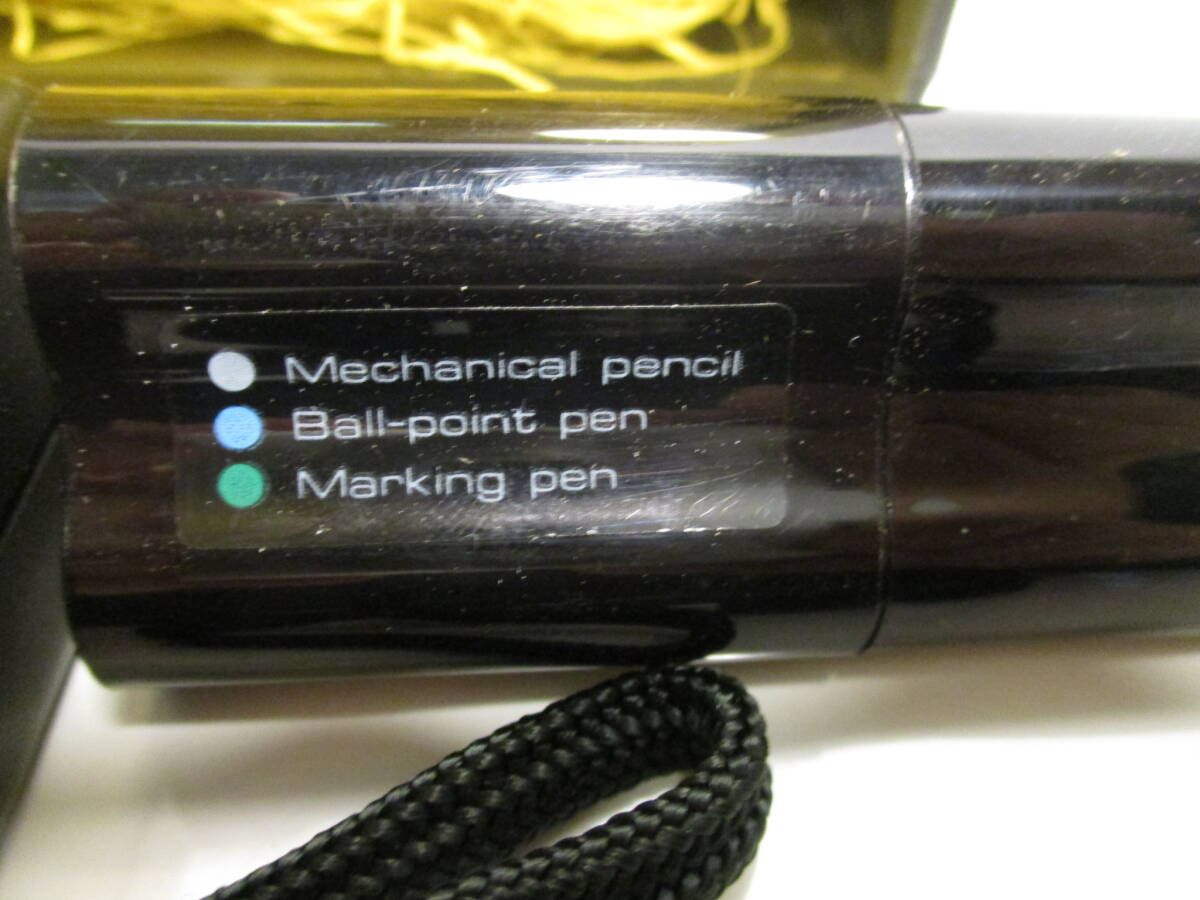 Mechanical pencil
Ball-point pen
Marking pen